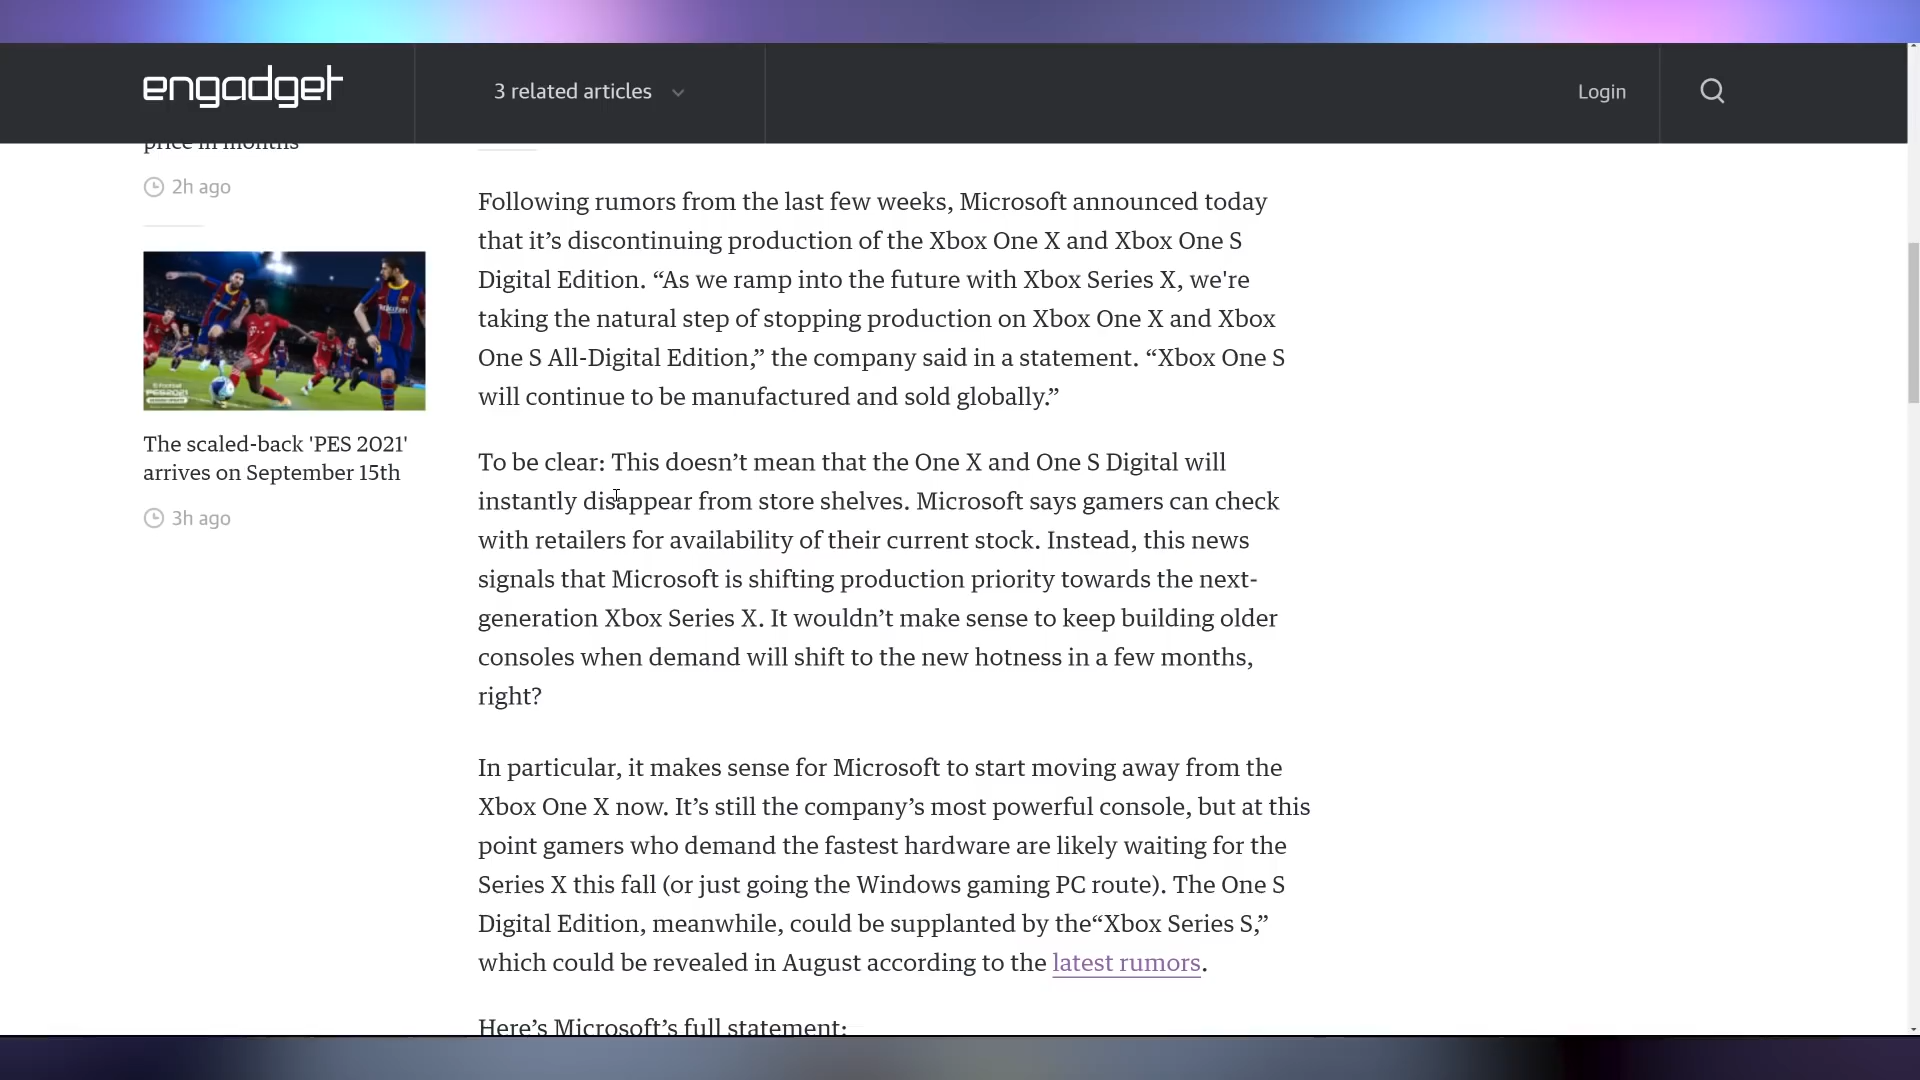 engadget
3 related articles
Login
price in months
2h ago
The scaled-back 'PES 2021'
arrives on September 15th
3h ago
Following rumors from the last few weeks, Microsoft announced today
that it’s discontinuing production of the Xbox One X and Xbox One S
Digital Edition. “As we ramp into the future with Xbox Series X, we're
taking the natural step of stopping production on Xbox One X and Xbox
One S All-Digital Edition,” the company said in a statement. “Xbox One S
will continue to be manufactured and sold globally.”
To be clear: This doesn’t mean that the One X and One S Digital will
instantly disappear from store shelves. Microsoft says gamers can check
with retailers for availability of their current stock. Instead, this news
signals that Microsoft is shifting production priority towards the next-
generation Xbox Series X. It wouldn’t make sense to keep building older
consoles when demand will shift to the new hotness in a few months,
right?
In particular, it makes sense for Microsoft to start moving away from the
Xbox One X now. It’s still the company’s most powerful console, but at this
point gamers who demand the fastest hardware are likely waiting for the
Series X this fall (or just going the Windows gaming PC route). The One S
Digital Edition, meanwhile, could be supplanted by the“Xbox Series S,”
which could be revealed in August according to the latest rumors.
Here’s Microsoft’s full statement: